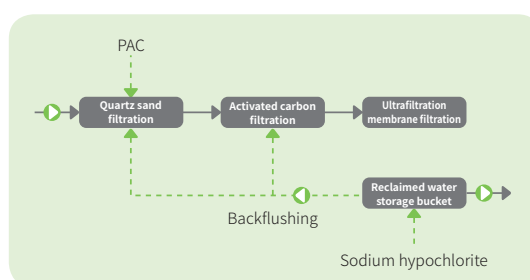 PAC
Quartz sand
filtration
Activated carbon
filtration
Ultrafiltration
membrane filtration
Reclaimed water
storage bucket
Backflushing
Sodium hypochlorite